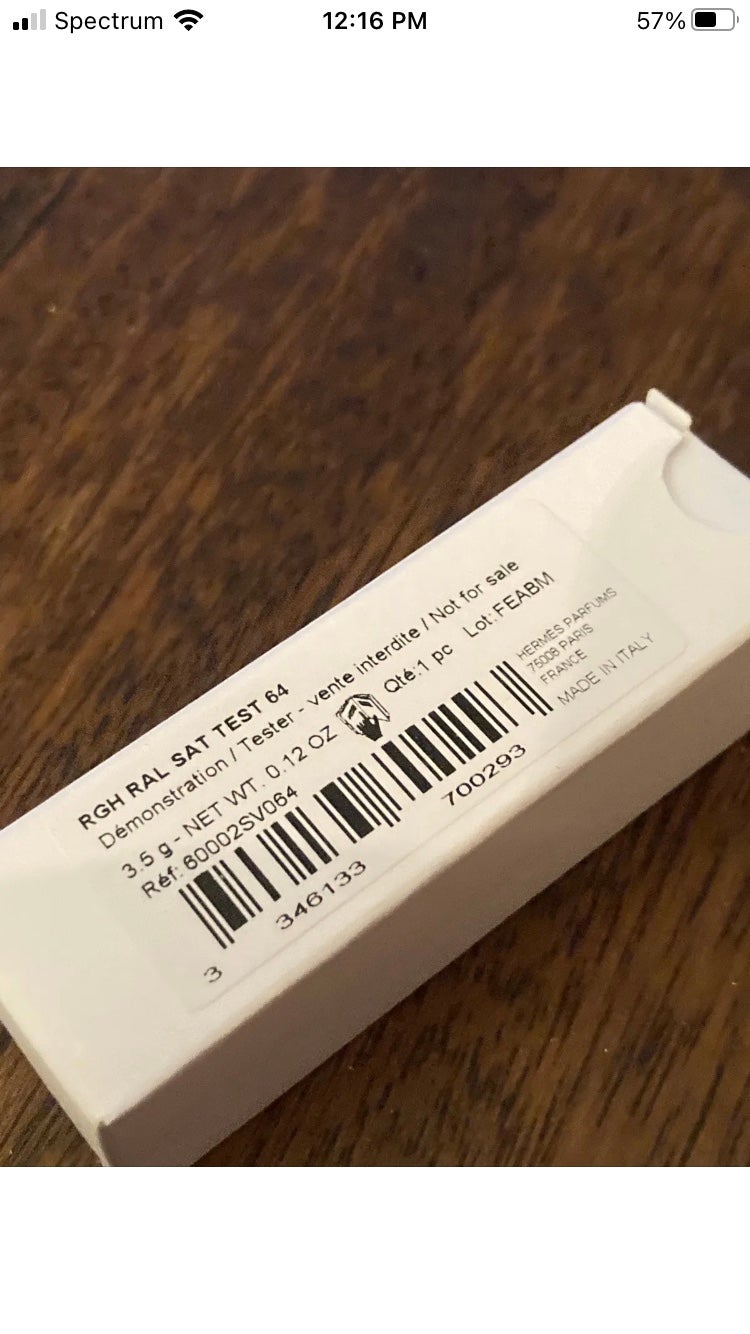 Spectrum 12:16 PM 57%
RGH RAL SAT TEST 64
Démonstration / Tester - vente interdite / Not for sale
3.5 g - NET WT. 0.12 OZ Qté:1 pc Lot:FEABM
Réf: 60002SV064
HERMÈS PARFUMS
75008 PARIS
FRANCE
MADE IN ITALY
3 346133 700293